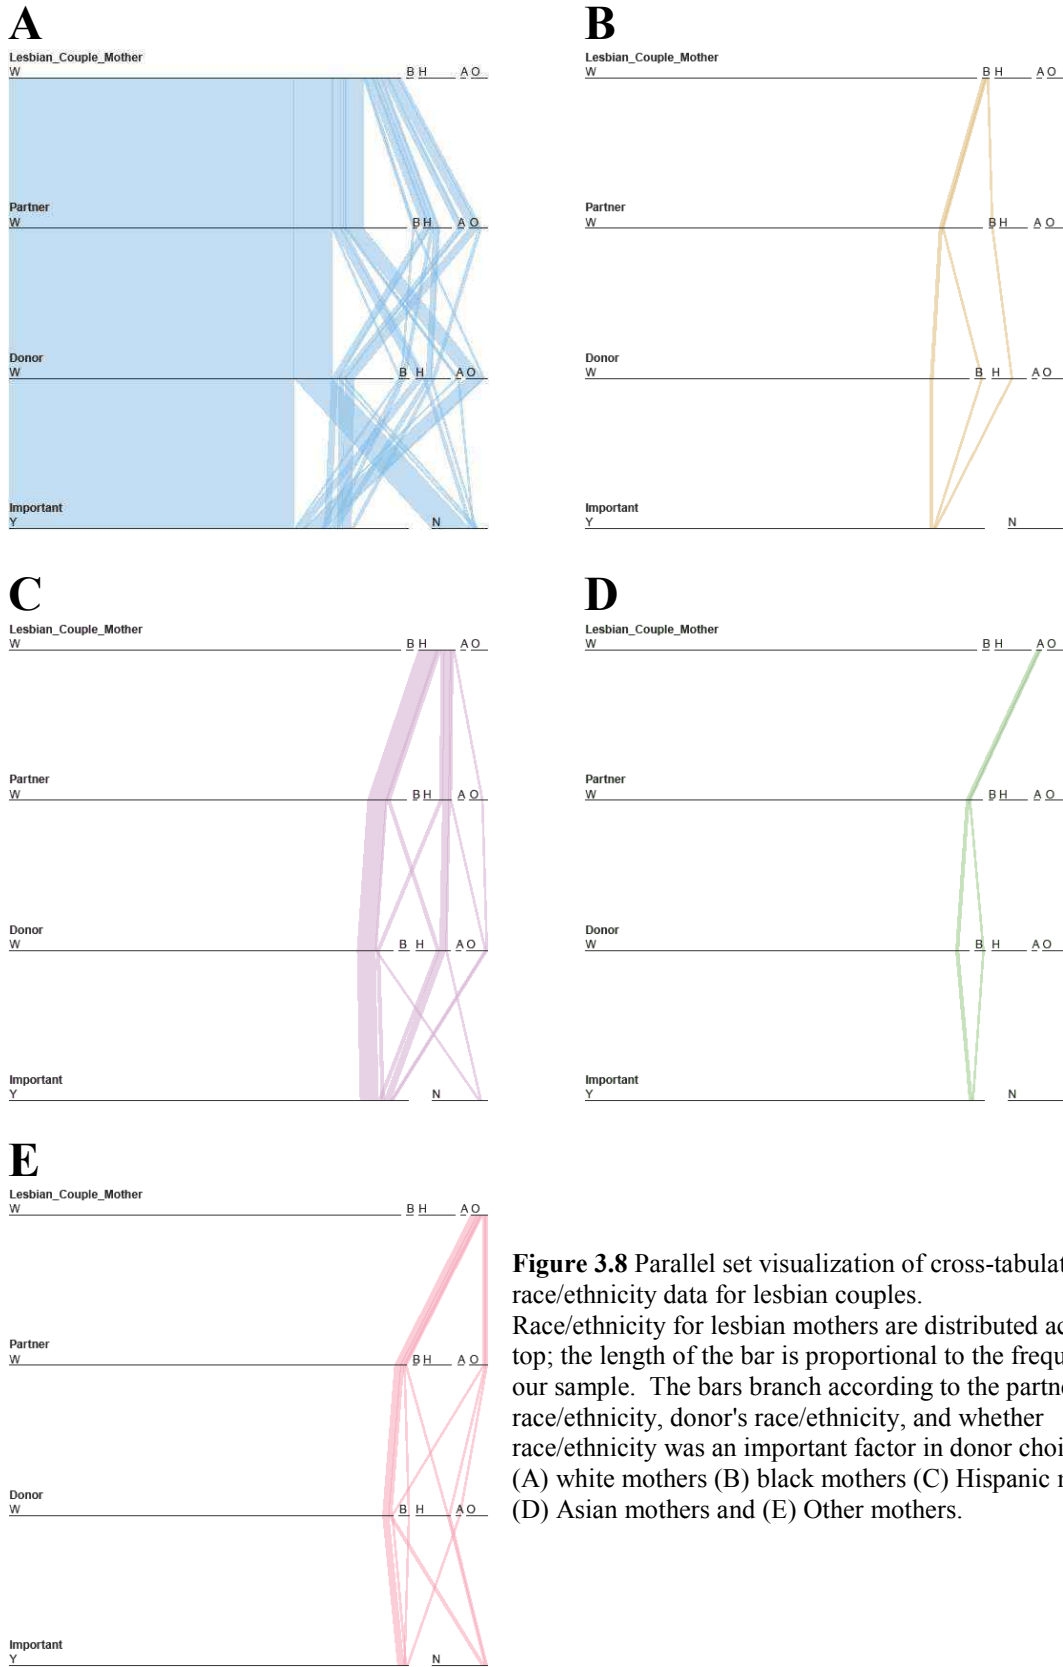 A
Lesbian_Couple_Mother
W B H A O
Partner
W B H A O
Donor
W B H A O
Important
Y N
B
Lesbian_Couple_Mother
W B H A O
Partner
W B H A O
Donor
W B H A O
Important
Y N
C
Lesbian_Couple_Mother
W B H A O
Partner
W B H A O
Donor
W B H A O
Important
Y N
D
Lesbian_Couple_Mother
W B H A O
Partner
W B H A O
Donor
W B H A O
Important
Y N
E
Lesbian_Couple_Mother
W B H A O
Partner
W B H A O
Donor
W B H A O
Important
Y N
Figure 3.8 Parallel set visualization of cross-tabulat
race/ethnicity data for lesbian couples.
Race/ethnicity for lesbian mothers are distributed ac
top; the length of the bar is proportional to the frequ
our sample. The bars branch according to the partn
race/ethnicity, donor's race/ethnicity, and whether
race/ethnicity was an important factor in donor choi
(A) white mothers (B) black mothers (C) Hispanic r
(D) Asian mothers and (E) Other mothers.